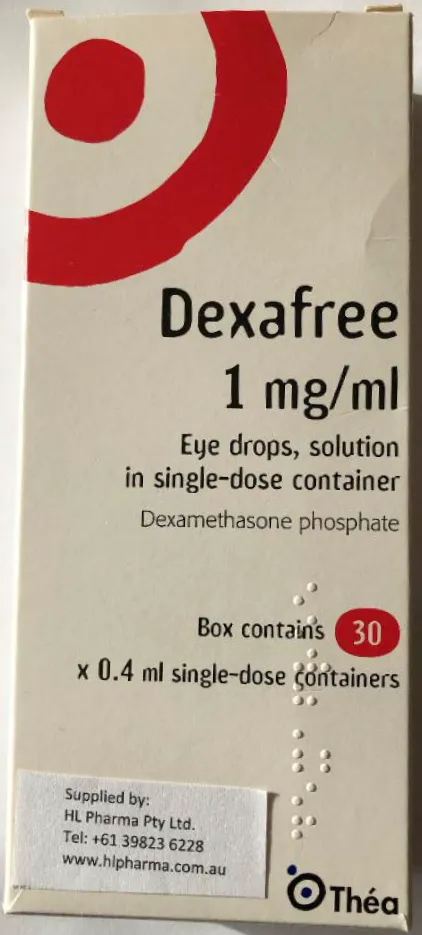 Dexafree
1 mg/ml
Eye drops, solution
in single-dose container
Dexamethasone phosphate
Box contains 30
x 0.4 ml single-dose containers
Supplied by:
HL Pharma Pty Ltd.
Tel: +61 39823 6228
www.hlpharma.com.au
Théa